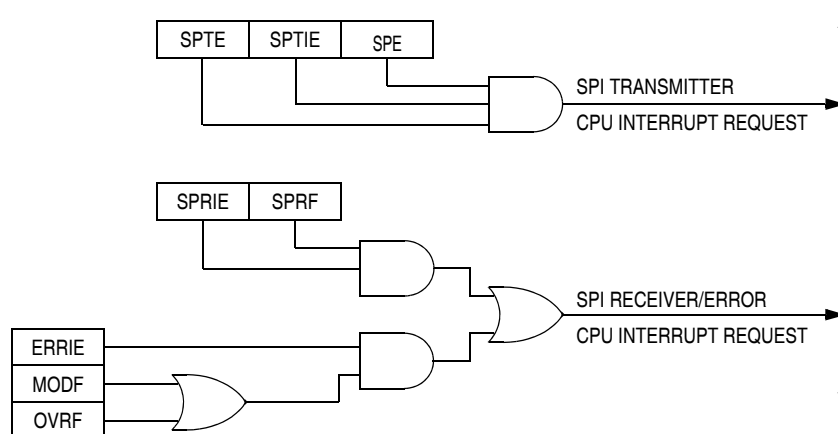 SPTE SPTIE SPE
SPI TRANSMITTER
CPU INTERRUPT REQUEST
SPRIE SPRF
SPI RECEIVER/ERROR
CPU INTERRUPT REQUEST
ERRIE
MODF
OVRF